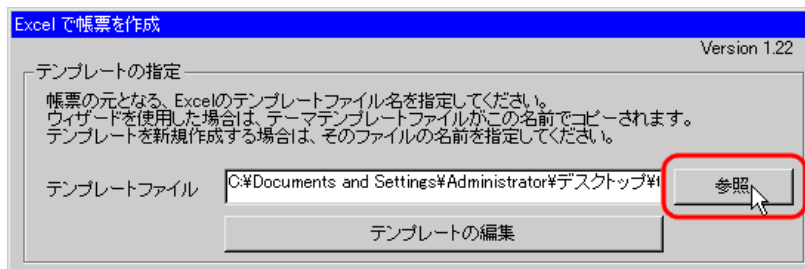 Excel で帳票を作成
Version 1.22
テンプレートの指定
帳票の元となる、Excelのテンプレートファイル名を指定してください。
ウィザードを使用した場合は、テーマテンプレートファイルがこの名前でコピーされます。
テンプレートを新規作成する場合は、そのファイルの名前を指定してください。
テンプレートファイル C:¥Documents and Settings¥Administrator¥デスクトップ¥t 参照
テンプレートの編集